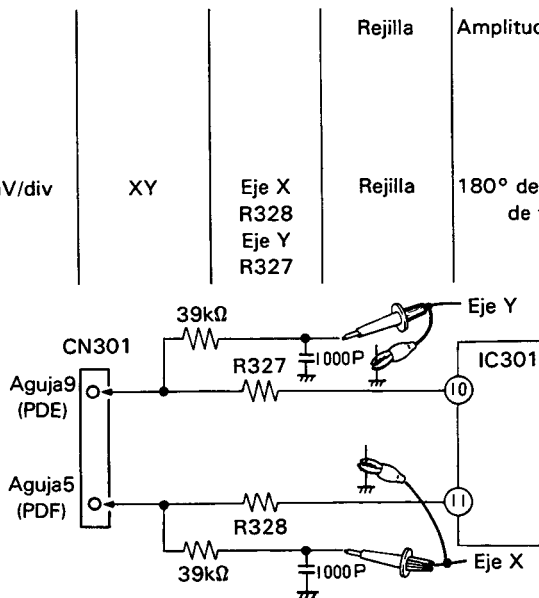 Rejilla
Amplitud
V/div
XY
Eje X
R328
Eje Y
R327
Rejilla
180° de
de
39kΩ
Eje Y
CN301
1000P
IC301
Aguja9
(PDE)
R327
10
Aguja5
(PDF)
R328
11
39kΩ
1000P
Eje X